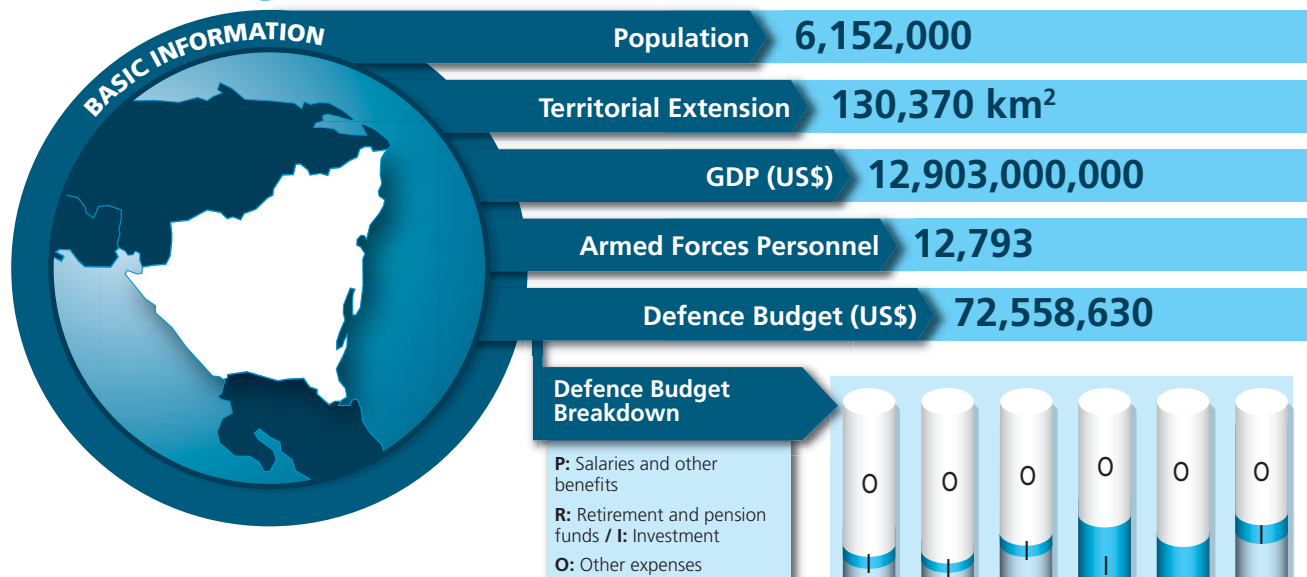 BASIC INFORMATION
Population 6,152,000
Territorial Extension 130,370 km²
GDP (US$) 12,903,000,000
Armed Forces Personnel 12,793
Defence Budget (US$) 72,558,630
Defence Budget
Breakdown
P: Salaries and other
benefits
R: Retirement and pension
funds / I: Investment
O: Other expenses
O O O O O O
I I I I I